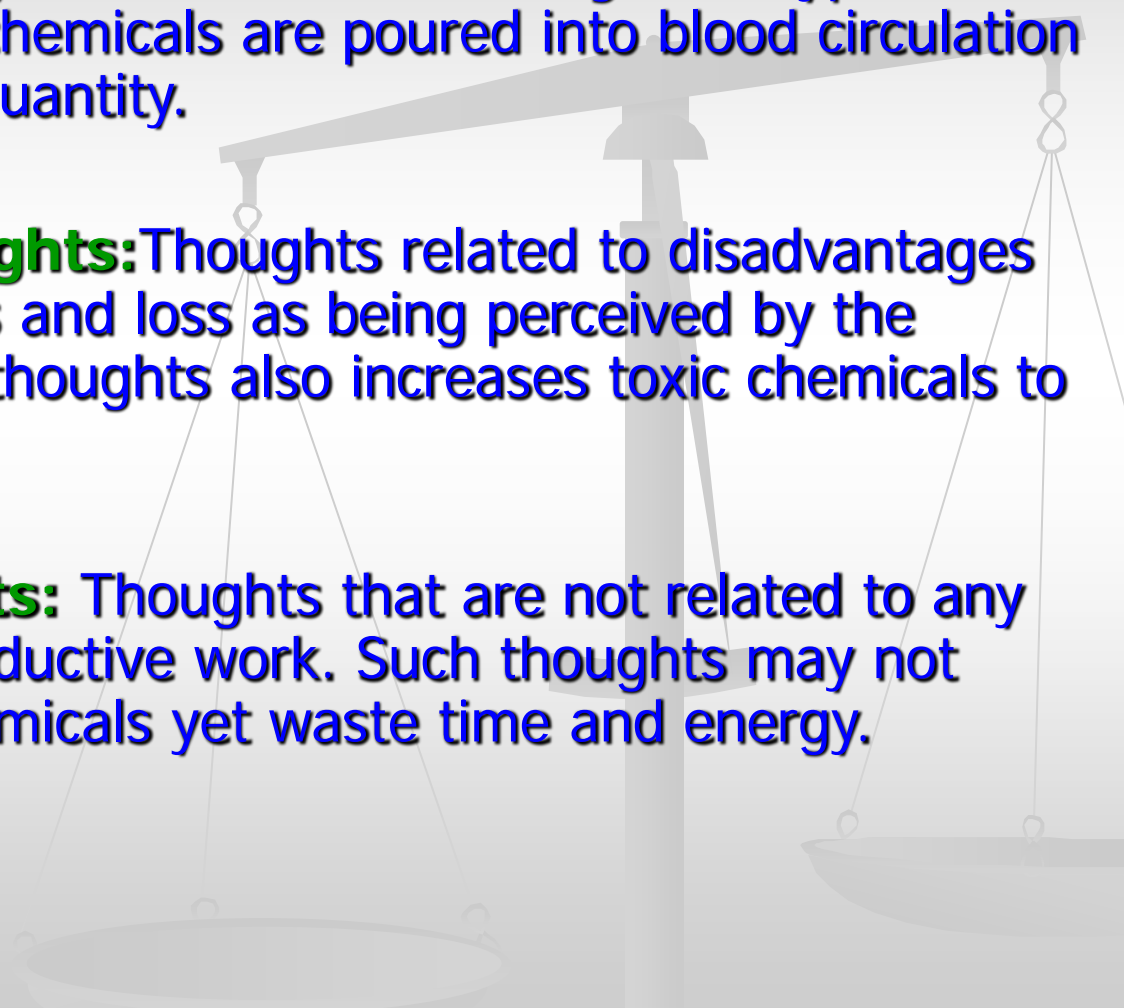 chemicals are poured into blood circulation
uantity.
ghts:Thoughts related to disadvantages
s and loss as being perceived by the
thoughts also increases toxic chemicals to
ts: Thoughts that are not related to any
ductive work. Such thoughts may not
micals yet waste time and energy.